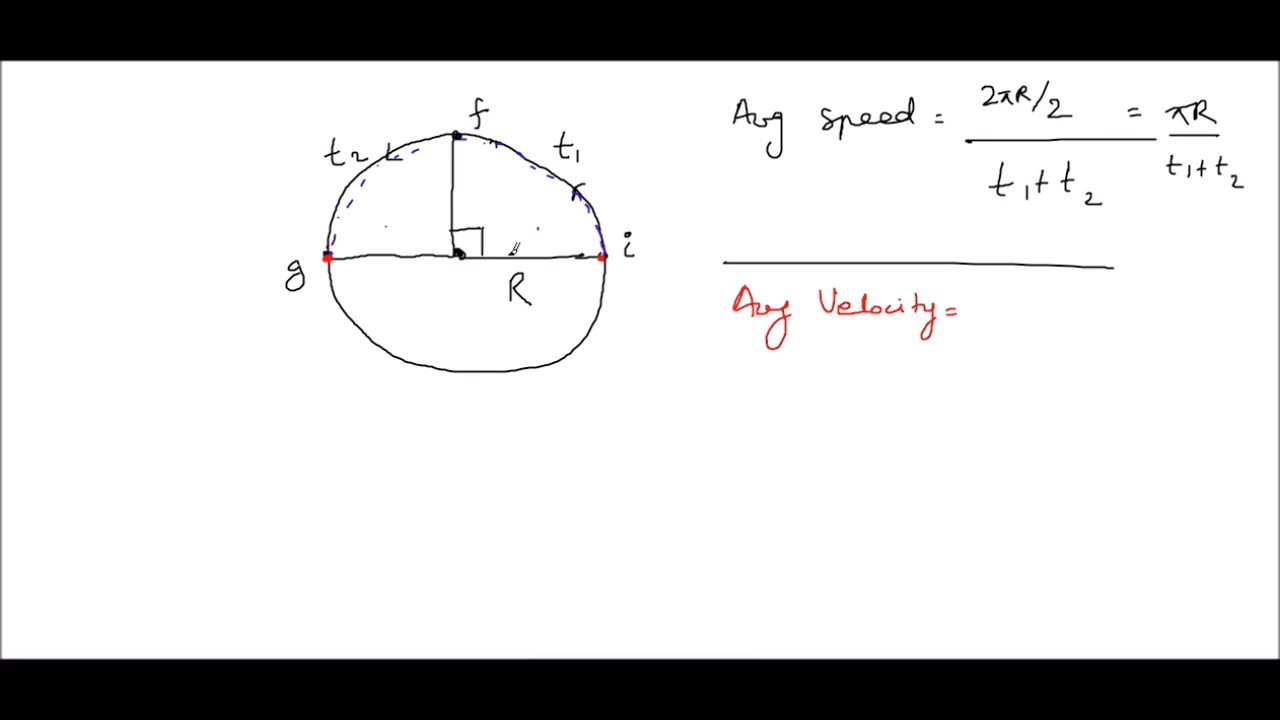 f
t₂
t₁
g
i
R
Avg Speed = 2πR/2 / t₁ + t₂ = πR / t₁ + t₂
Avg Velocity =